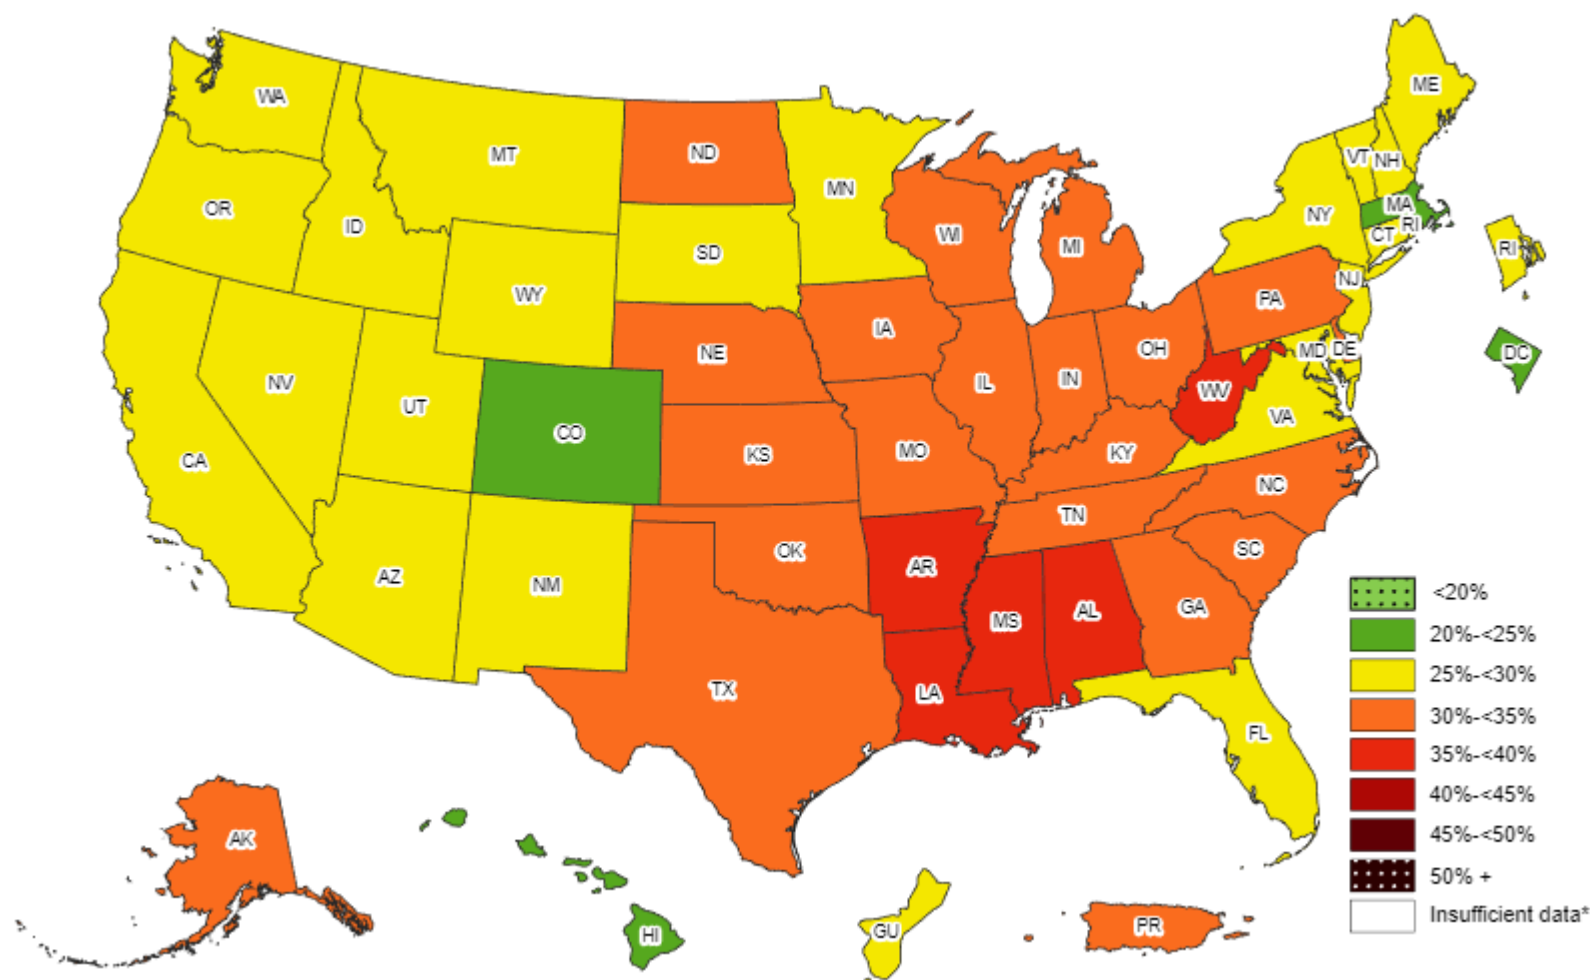 WA
MT
ND
MN
ME
VT
NH
OR
ID
SD
WI
MI
NY
MA
RI
CT
RI
WY
NE
IA
PA
NJ
NV
UT
CO
IL
IN
OH
MD
DE
DC
WV
VA
CA
KS
MO
KY
NC
TN
AZ
NM
OK
AR
SC
MS
AL
GA
TX
LA
FL
AK
HI
GU
PR
<20%
20%-<25%
25%-<30%
30%-<35%
35%-<40%
40%-<45%
45%-<50%
50% +
Insufficient data*